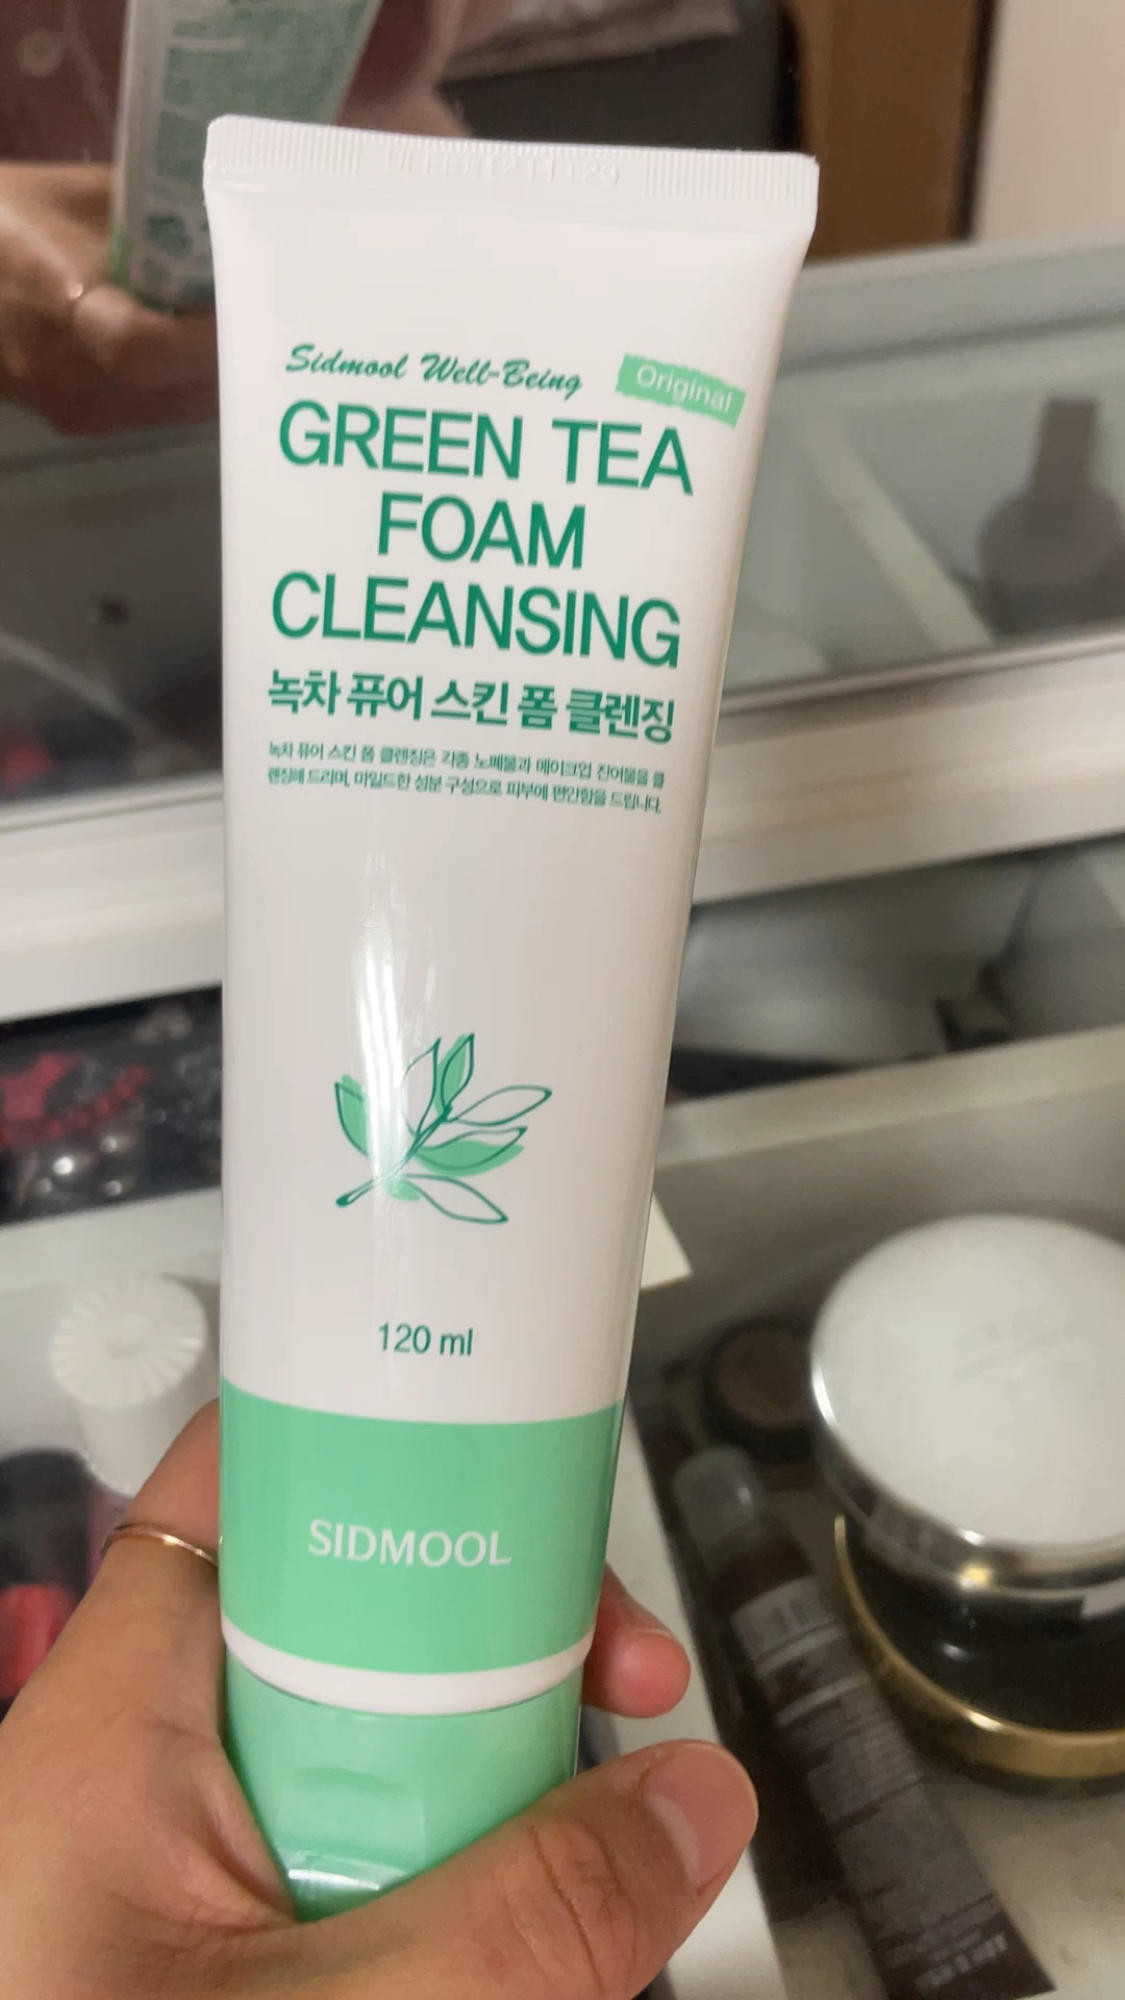 Sidmool Well-Being
Original
GREEN TEA
FOAM
CLEANSING
녹차 퓨어 스킨 폼 클렌징
녹차 퓨어 스킨 폼 클렌징은 각종 노폐물과 메이크업 잔여물을 클
렌징해 드리며, 마일드한 성분 구성으로 피부에 편안함을 드립니다.
120 ml
SIDMOOL